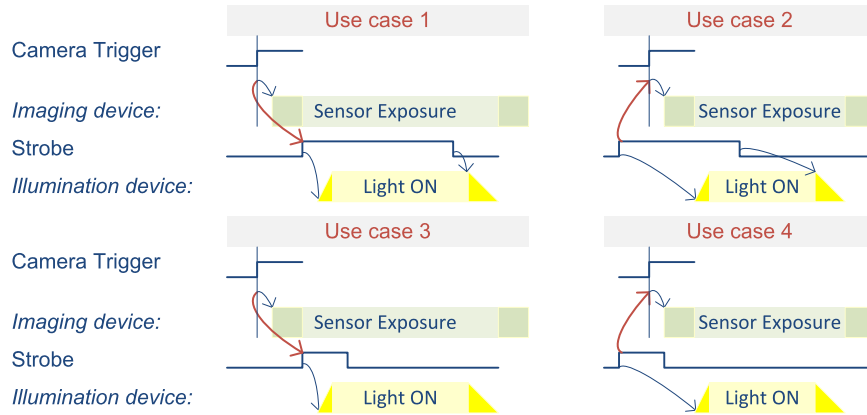 Use case 1 Use case 2
Camera Trigger
Imaging device: Sensor Exposure Sensor Exposure
Strobe
Illumination device: Light ON Light ON
Use case 3 Use case 4
Camera Trigger
Imaging device: Sensor Exposure Sensor Exposure
Strobe
Illumination device: Light ON Light ON